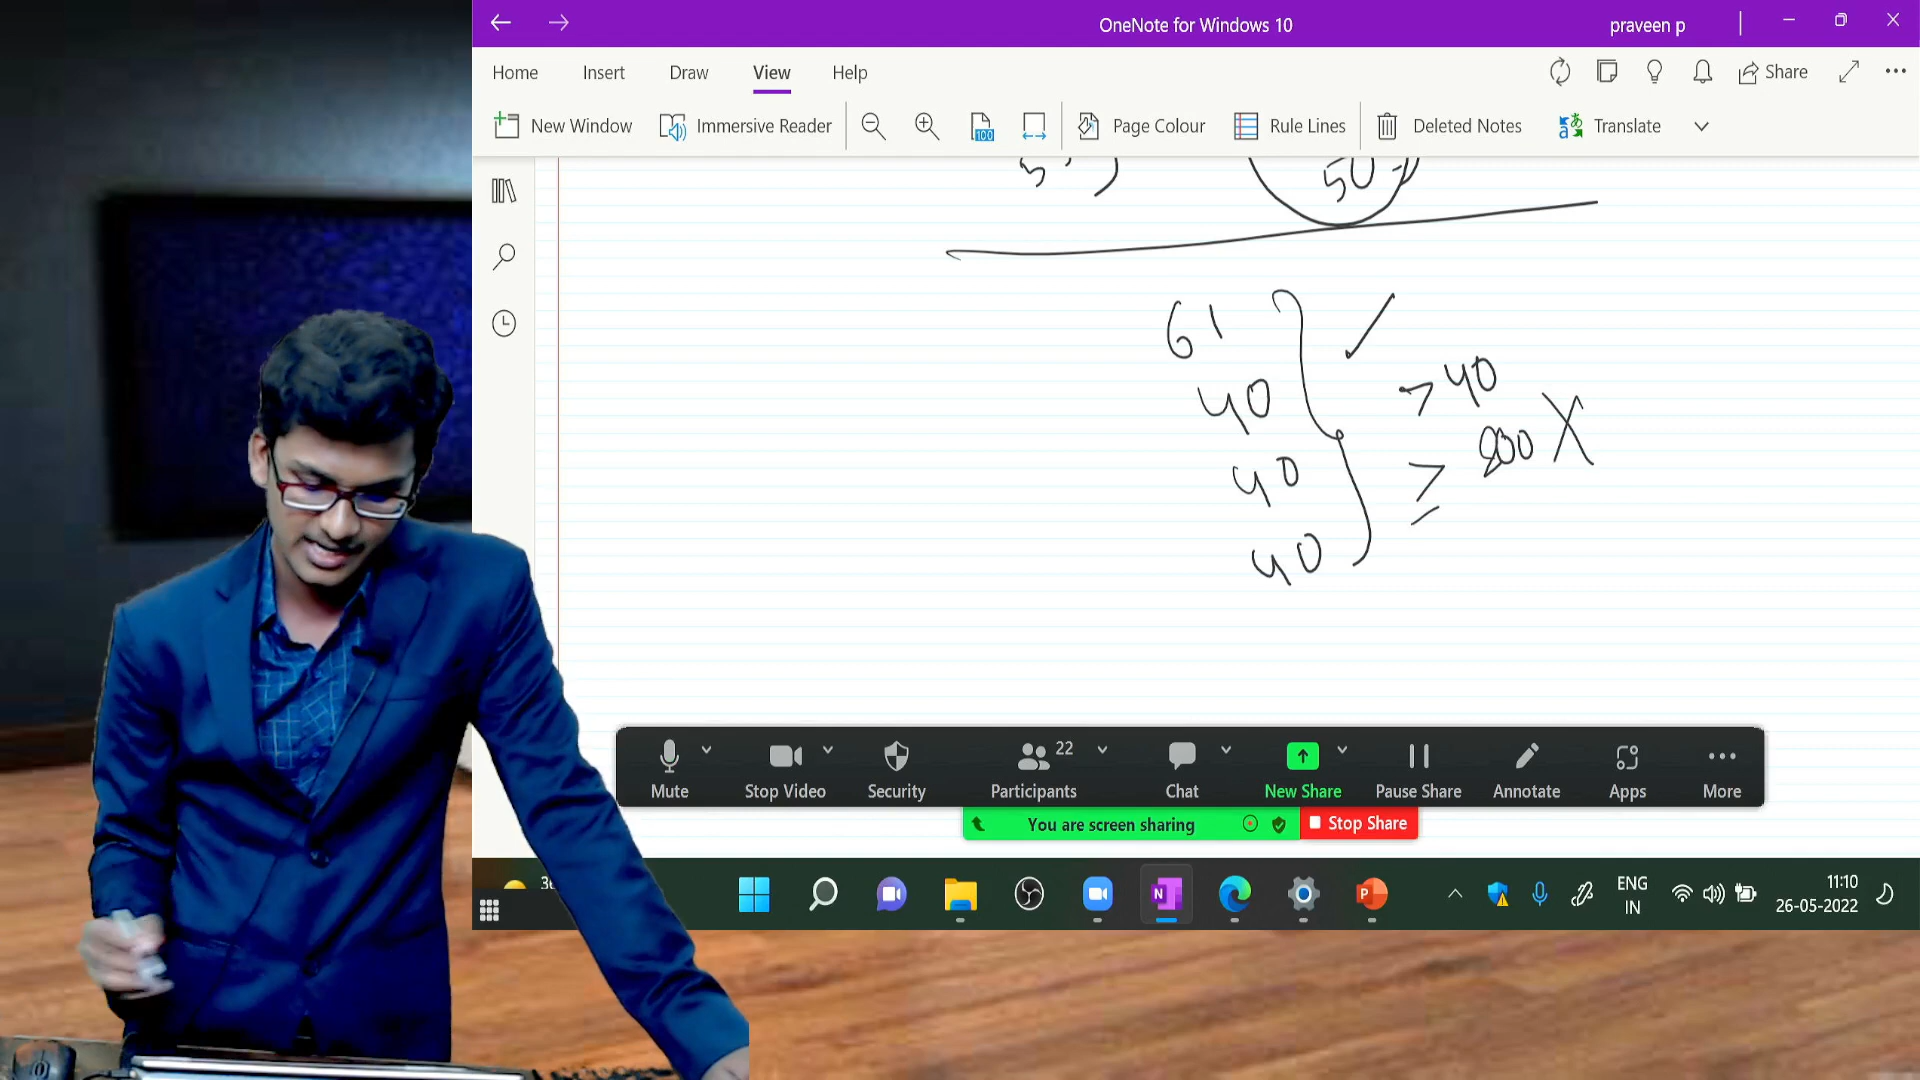 OneNote for Windows 10
praveen p
Home Insert Draw View Help
Share
New Window Immersive Reader 100 Page Colour Rule Lines Deleted Notes Translate
50
61
40 > 40
40 ≥ X
40
22
Mute Stop Video Security Participants Chat New Share Pause Share Annotate Apps More
You are screen sharing Stop Share
ENG 11:10
IN 26-05-2022